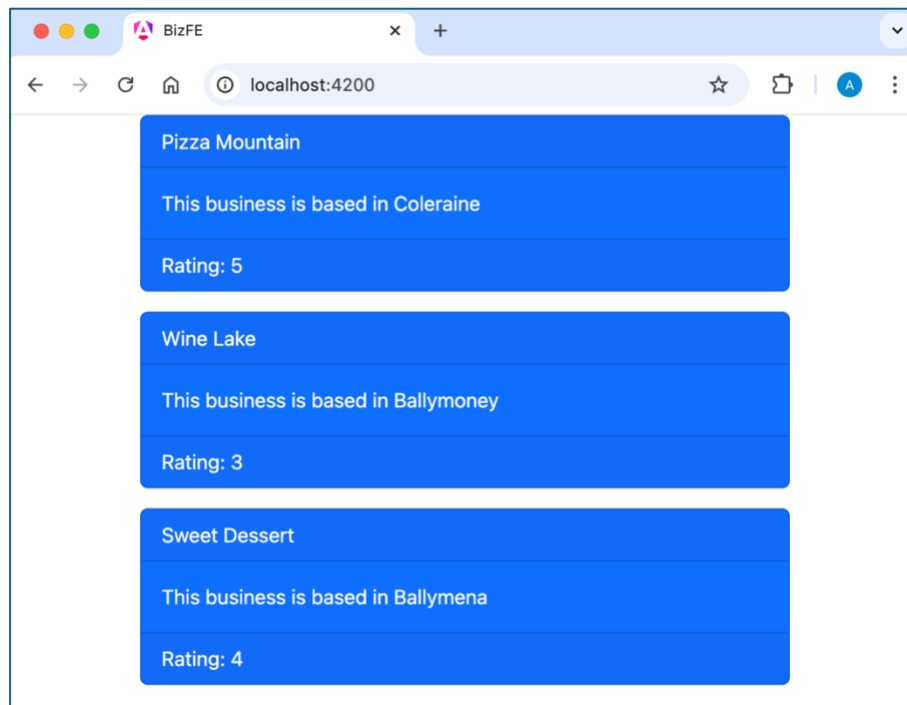 BizFE
localhost:4200
A
Pizza Mountain
This business is based in Coleraine
Rating: 5
Wine Lake
This business is based in Ballymoney
Rating: 3
Sweet Dessert
This business is based in Ballymena
Rating: 4